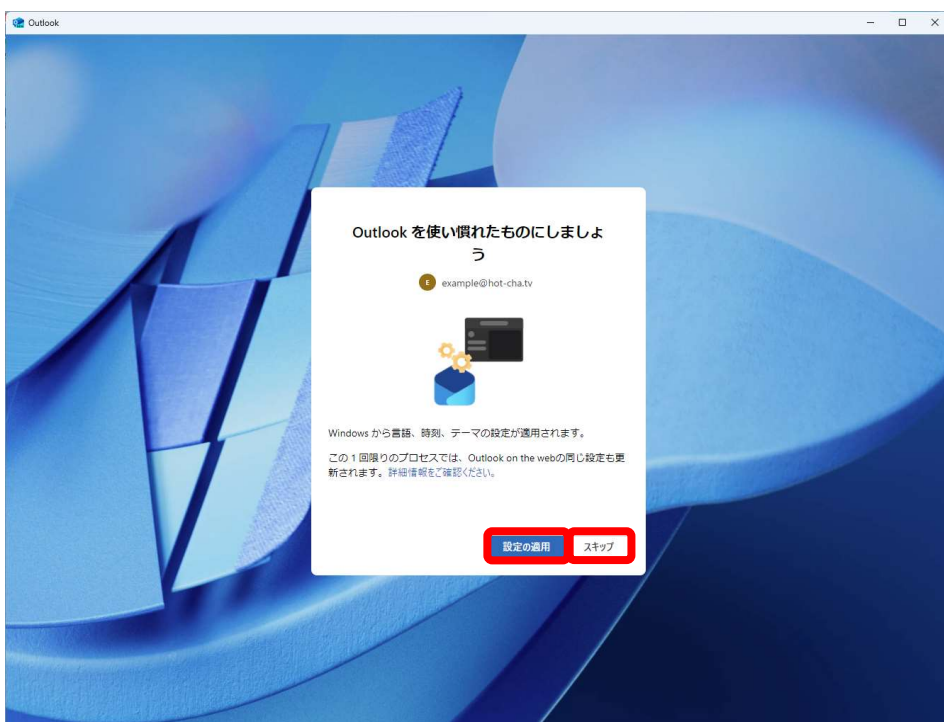 Outlook
Outlook を使い慣れたものにしましょ
う
E example@hot-cha.tv
Windows から言語、時刻、テーマの設定が適用されます。
この 1 回限りのプロセスでは、Outlook on the webの同じ設定も更
新されます。詳細情報をご確認ください。
設定の適用 スキップ